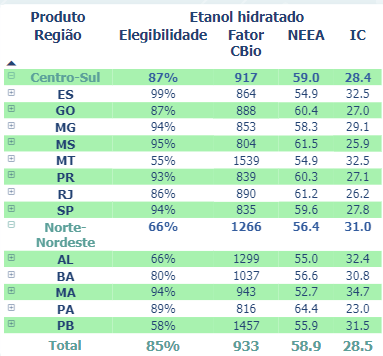 Produto Etanol hidratado
Região Elegibilidade Fator NEEA IC
CBio
Centro-Sul 87% 917 59.0 28.4
ES 99% 864 54.9 32.5
GO 87% 888 60.4 27.0
MG 94% 853 58.3 29.1
MS 95% 804 61.5 25.9
MT 55% 1539 54.9 32.5
PR 93% 839 60.3 27.1
RJ 86% 890 61.2 26.2
SP 94% 835 59.6 27.8
Norte- 66% 1266 56.4 31.0
Nordeste
AL 66% 1299 55.0 32.4
BA 80% 1037 56.6 30.8
MA 94% 943 52.7 34.7
PA 89% 816 64.4 23.0
PB 58% 1457 55.9 31.5
Total 85% 933 58.9 28.5